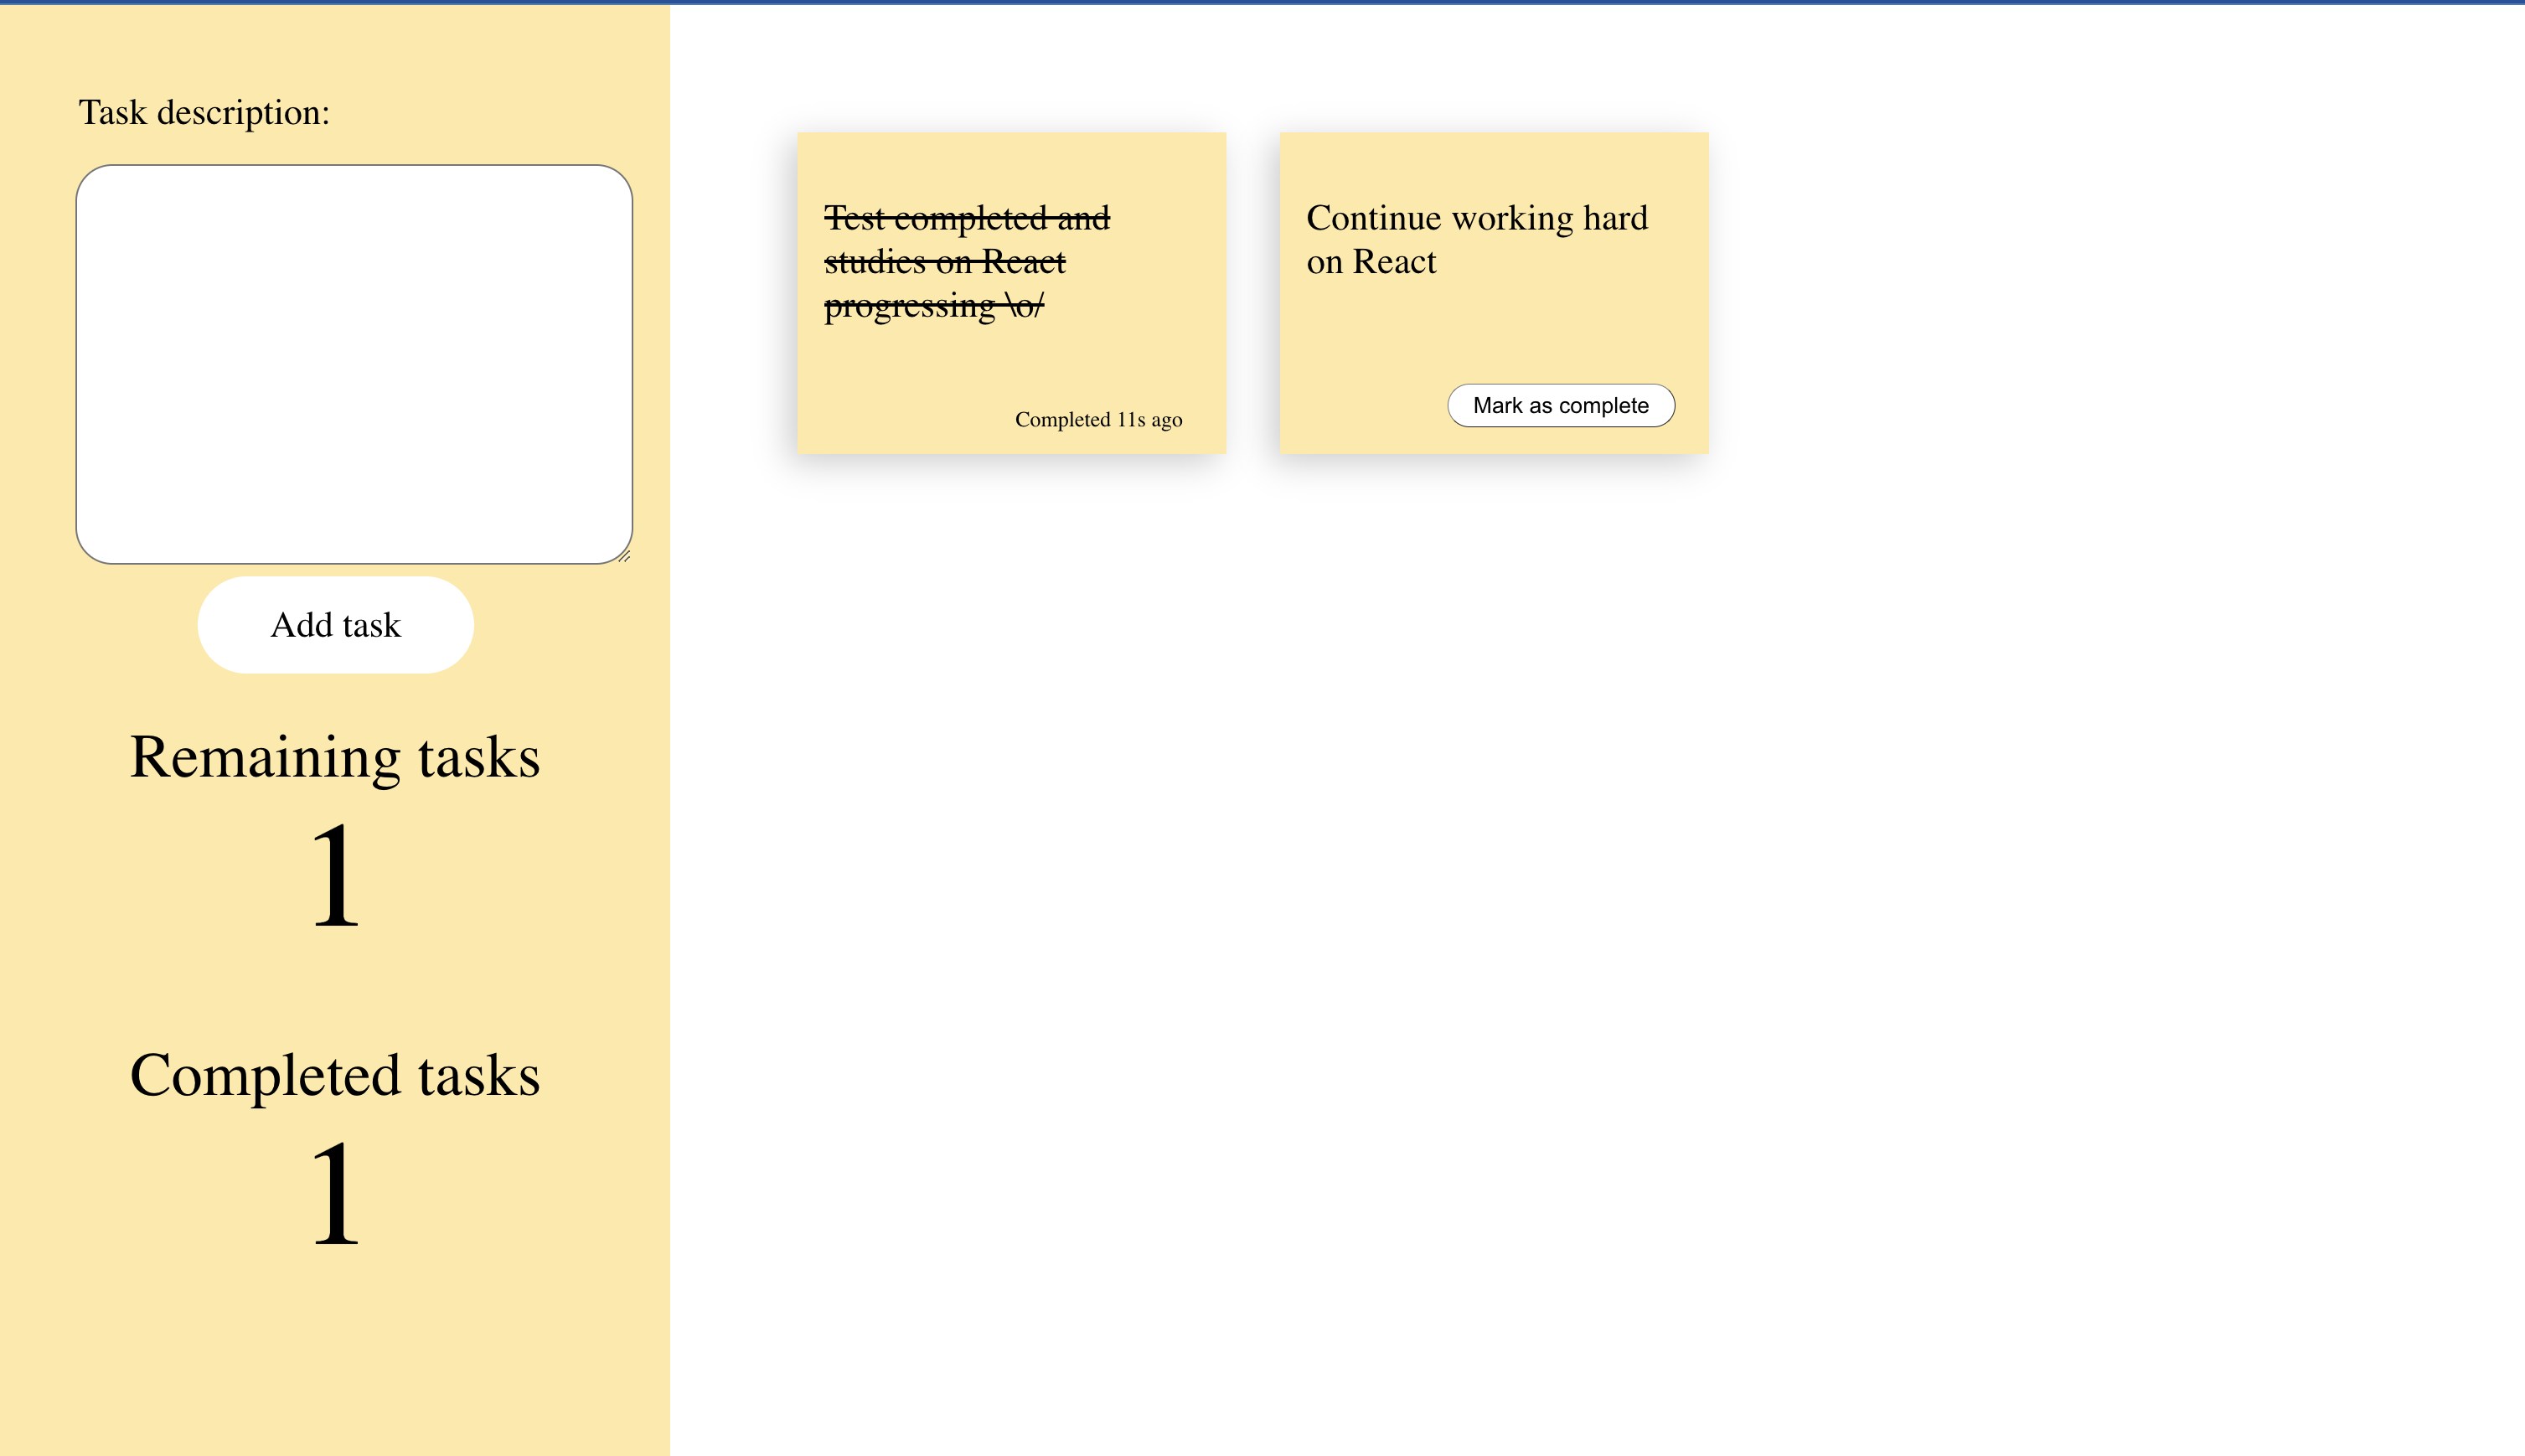 Task description:
Add task
Remaining tasks
1
Completed tasks
1
Test completed and
studies on React
progressing \o/
Completed 11s ago
Continue working hard
on React
Mark as complete